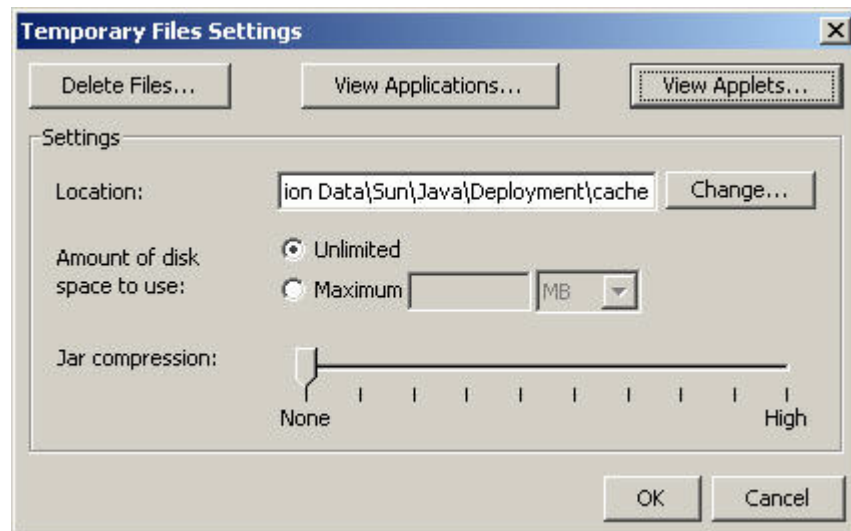 Temporary Files Settings
Delete Files... View Applications... View Applets...
Settings
Location: ion Data\Sun\Java\Deployment\cache Change...
Amount of disk space to use:
Unlimited
Maximum MB
Jar compression:
None High
OK Cancel